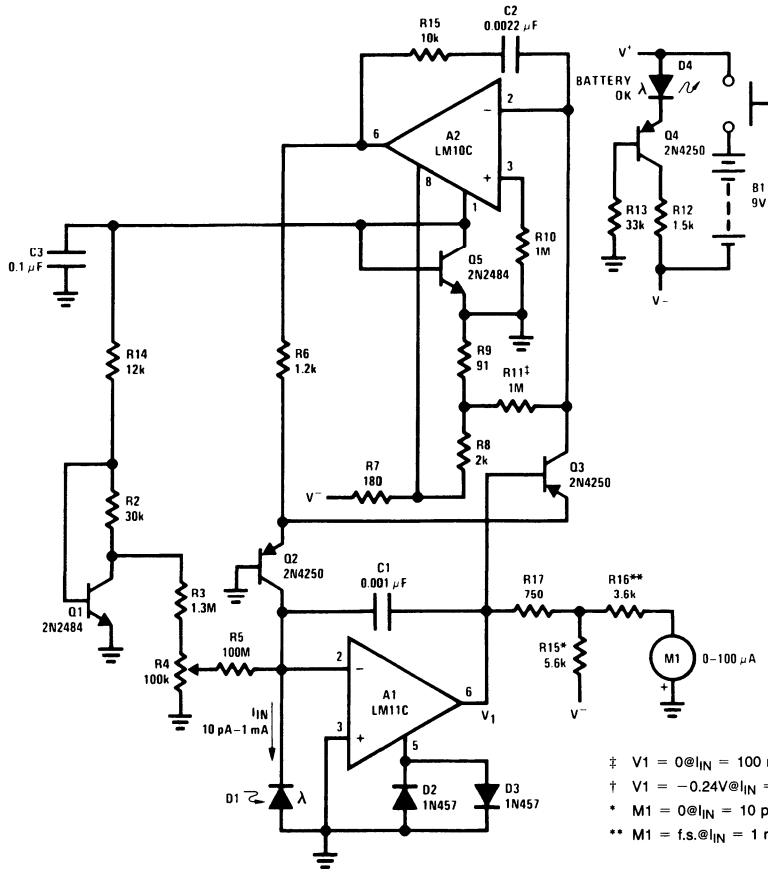 R15
10k
C2
0.0022 μF
V⁺
D4
BATTERY
OK
λ
Q4
2N4250
B1
9V
R13
33k
R12
1.5k
V−
2
−
A2
LM10C
+
3
6
8
1
R10
1M
Q5
2N2484
C3
0.1 μF
R14
12k
R6
1.2k
R9
91
R11‡
1M
R8
2k
R7
180
V⁻
Q3
2N4250
R2
30k
Q2
2N4250
C1
0.001 μF
R17
750
R16**
3.6k
Q1
2N2484
R3
1.3M
R5
100M
R4
100k
R15*
5.6k
V⁻
M1
0–100 μA
+
2
−
A1
LM11C
3
+
6
V1
5
IIN
10 pA–1 mA
D1
λ
D2
1N457
D3
1N457
‡ V1 = 0@IIN = 100
† V1 = −0.24V@IIN =
* M1 = 0@IIN = 10
** M1 = f.s.@IIN = 1